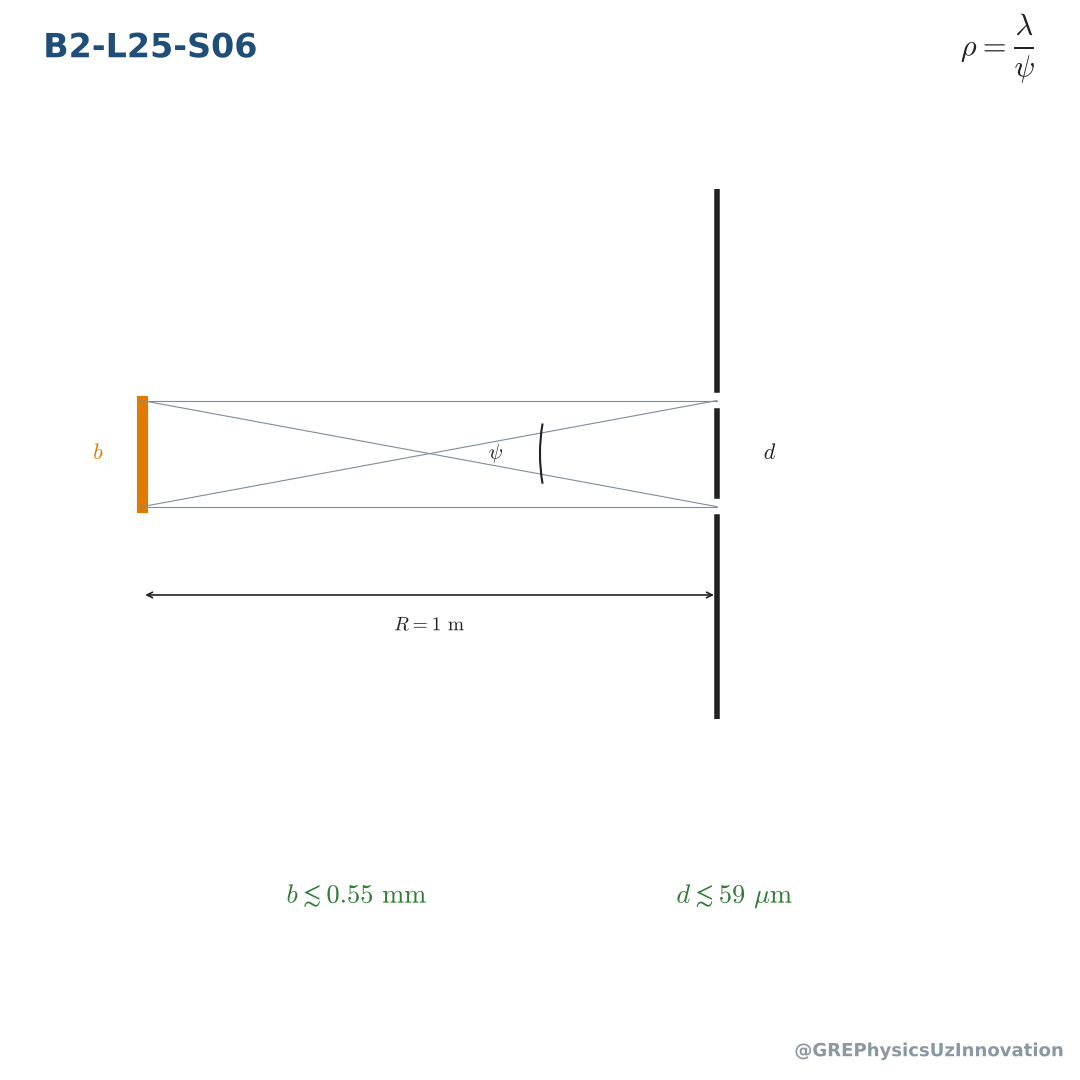 B2-L25-S06
ρ = λ/ψ
b
ψ
d
R = 1 m
b ≲ 0.55 mm
d ≲ 59 μm
@GREPhysicsUzInnovation